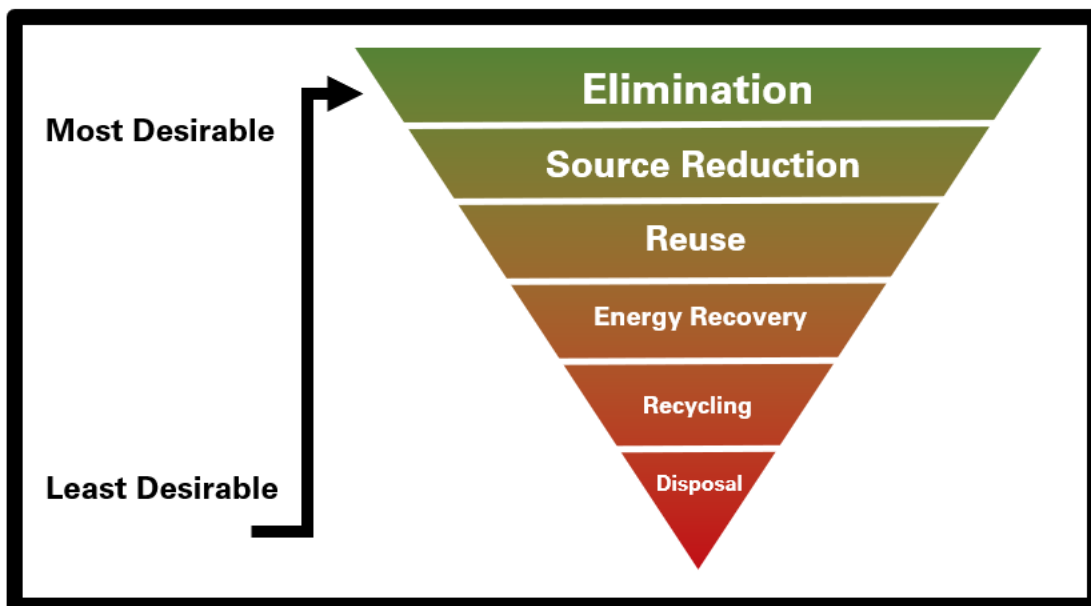 Elimination
Most Desirable
Source Reduction
Reuse
Energy Recovery
Recycling
Least Desirable
Disposal